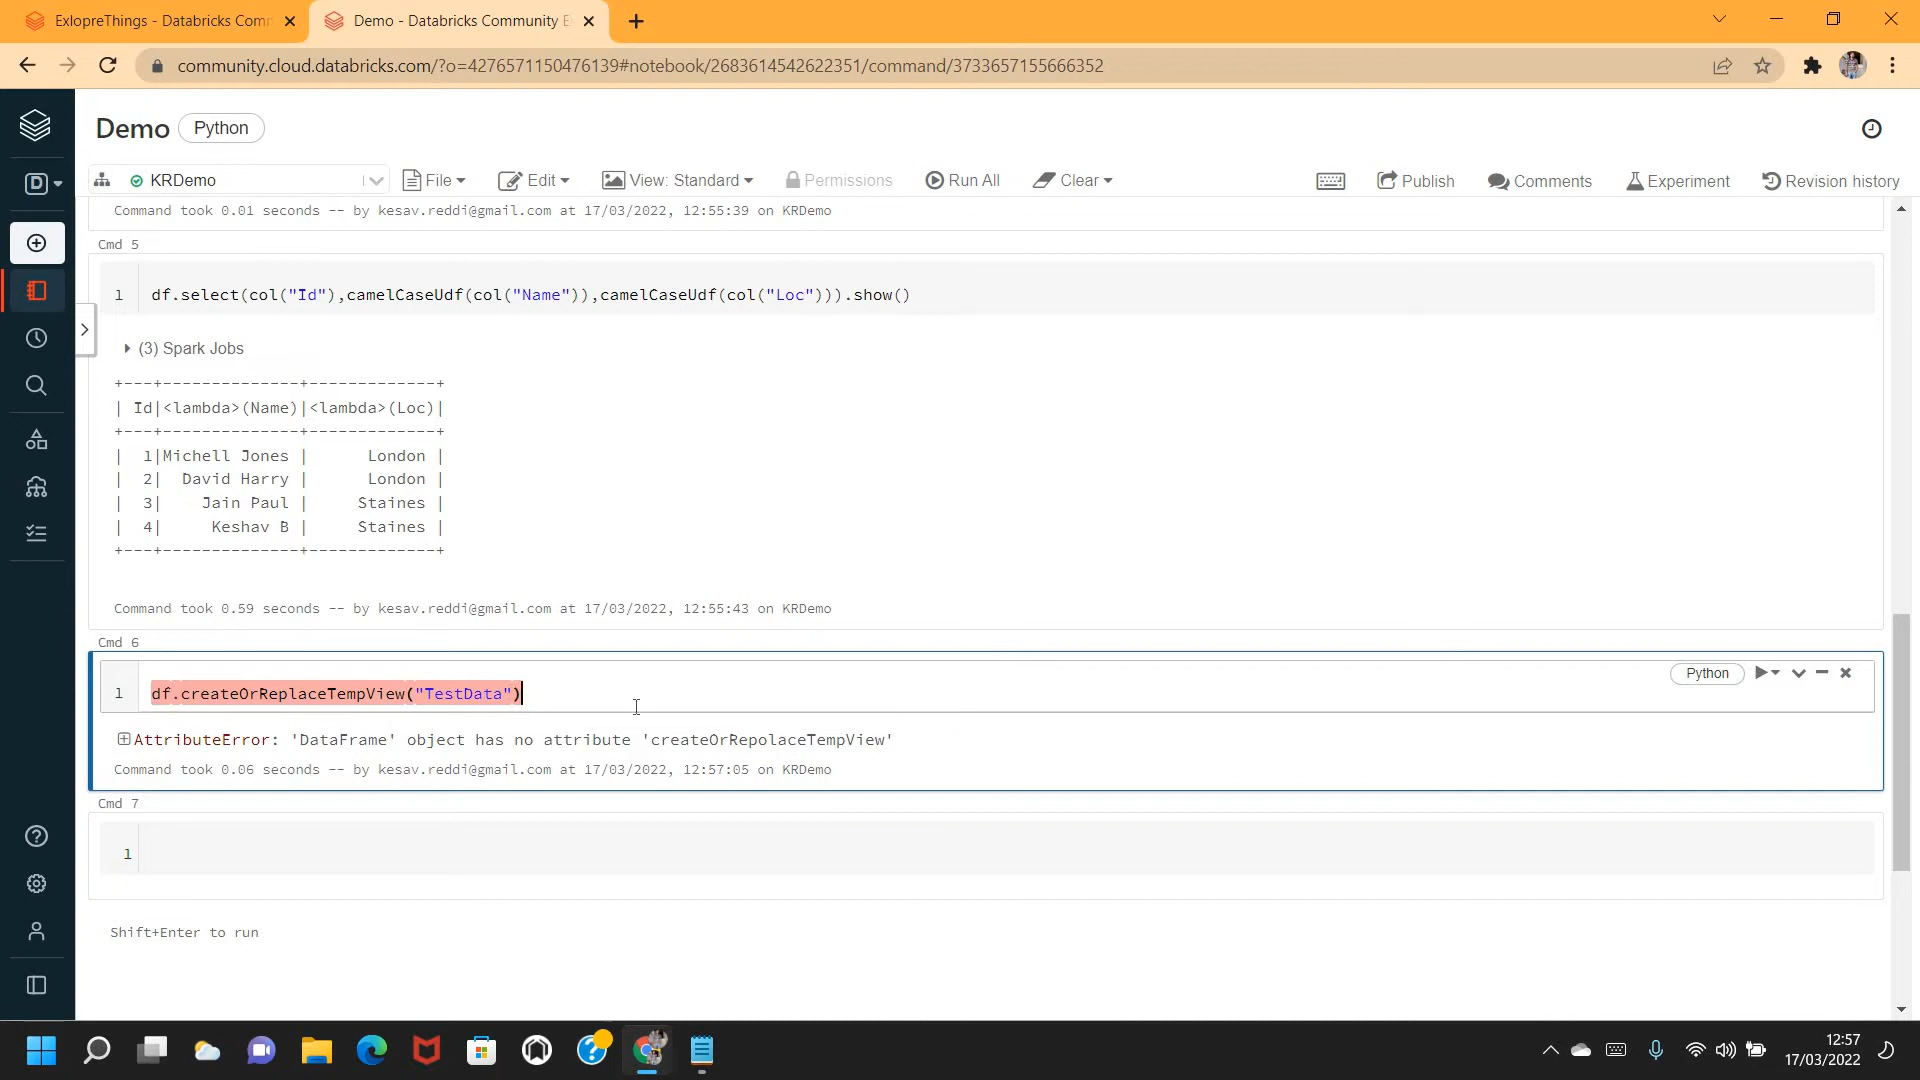 ExloreThings - Databricks Comm
Demo - Databricks Community E
community.cloud.databricks.com/?o=4276571150476139#notebook/2683614542622351/command/3733657155666352
Demo Python
KRDemo File Edit View: Standard Permissions Run All Clear Publish Comments Experiment Revision history
Command took 0.01 seconds -- by kesav.reddi@gmail.com at 17/03/2022, 12:55:39 on KRDemo
Cmd 5
1 df.select(col("Id"),camelCaseUdf(col("Name")),camelCaseUdf(col("Loc"))).show()
(3) Spark Jobs
+---+--------------+-------------+
| Id|<lambda>(Name)|<lambda>(Loc)|
+---+--------------+-------------+
|  1|Michell Jones |      London |
|  2|  David Harry |      London |
|  3|    Jain Paul |     Staines |
|  4|     Keshav B |     Staines |
+---+--------------+-------------+
Command took 0.59 seconds -- by kesav.reddi@gmail.com at 17/03/2022, 12:55:43 on KRDemo
Cmd 6
1 df.createOrReplaceTempView("TestData")
Python
AttributeError: 'DataFrame' object has no attribute 'createOrRepolaceTempView'
Command took 0.06 seconds -- by kesav.reddi@gmail.com at 17/03/2022, 12:57:05 on KRDemo
Cmd 7
1
Shift+Enter to run
12:57
17/03/2022